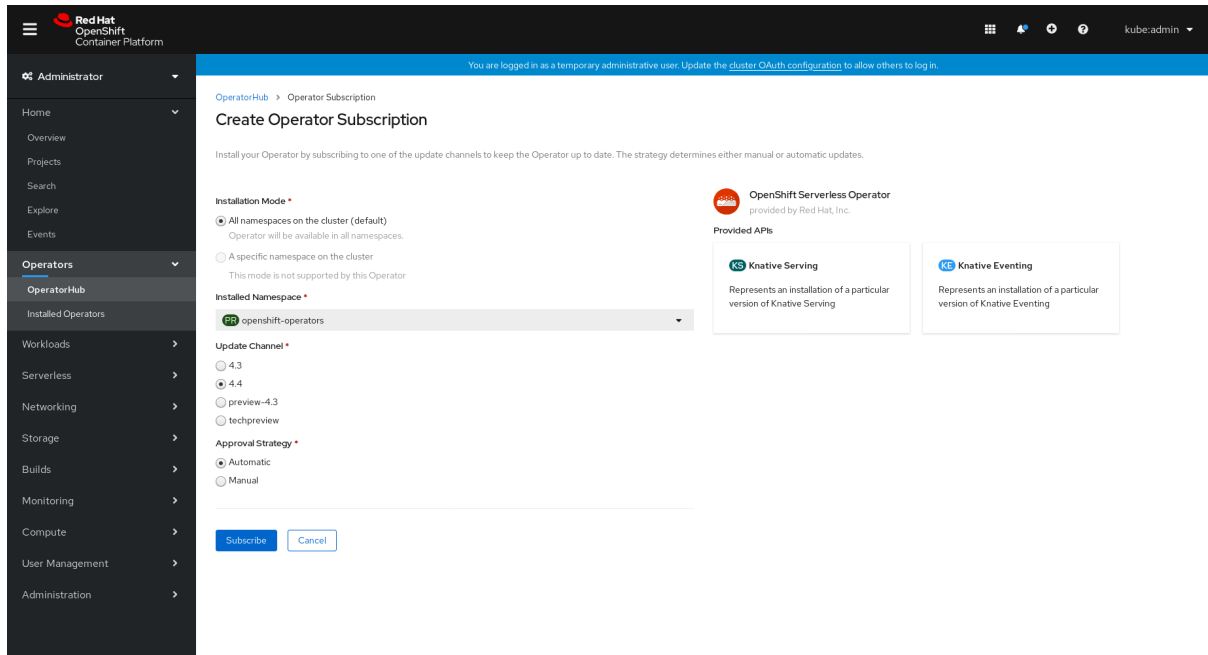 Red Hat
OpenShift
Container Platform
kube:admin
Administrator
You are logged in as a temporary administrative user. Update the cluster OAuth configuration to allow others to log in.
Home
Overview
Projects
Search
Explore
Events
Operators
OperatorHub
Installed Operators
Workloads
Serverless
Networking
Storage
Builds
Monitoring
Compute
User Management
Administration
OperatorHub > Operator Subscription
Create Operator Subscription
Install your Operator by subscribing to one of the update channels to keep the Operator up to date. The strategy determines either manual or automatic updates.
Installation Mode *
All namespaces on the cluster (default)
Operator will be available in all namespaces.
A specific namespace on the cluster
This mode is not supported by this Operator
Installed Namespace *
PR openshift-operators
Update Channel *
4.3
4.4
preview-4.3
techpreview
Approval Strategy *
Automatic
Manual
Subscribe
Cancel
OpenShift Serverless Operator
provided by Red Hat, Inc.
Provided APIs
KS Knative Serving
Represents an installation of a particular
version of Knative Serving
KE Knative Eventing
Represents an installation of a particular
version of Knative Eventing